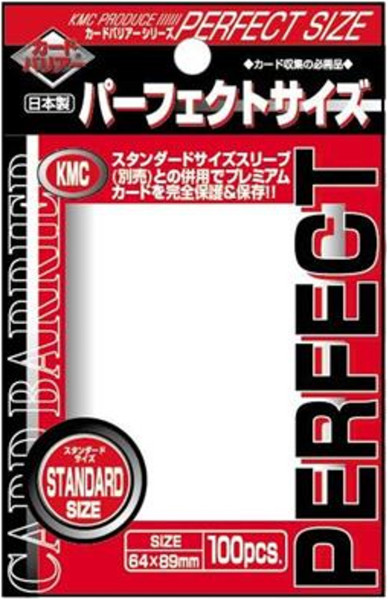 KMC PRODUCE //////
カードバリアーシリーズ
PERFECT SIZE
カード
バリアー
◆カード収集の必需品◆
日本製
パーフェクトサイズ
KMC
スタンダードサイズスリーブ
(別売)との併用でプレミアム
カードを完全保護&保存!!
CARD BARRIER
PERFECT
スタンダード
サイズ
STANDARD
SIZE
SIZE
64×89mm
100pcs.